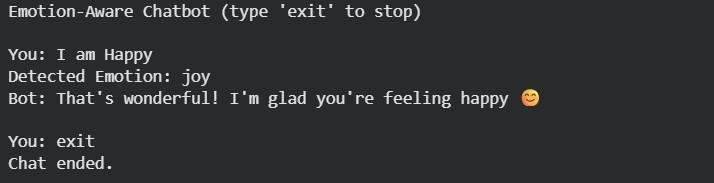 Emotion-Aware Chatbot (type 'exit' to stop)
You: I am Happy
Detected Emotion: joy
Bot: That's wonderful! I'm glad you're feeling happy 😊
You: exit
Chat ended.